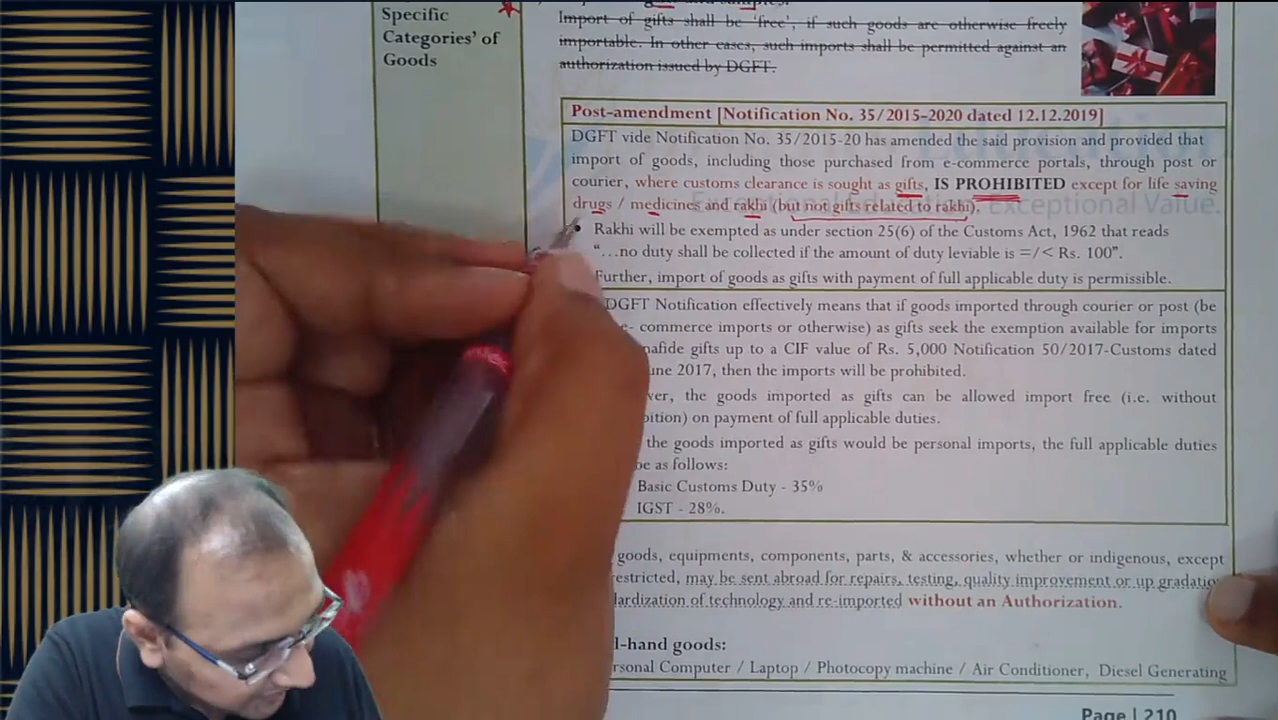 Specific
Categories' of
Goods
Import of gifts shall be 'free', if such goods are otherwise freely
importable. In other cases, such imports shall be permitted against an
authorization issued by DGFT.
Post-amendment [Notification No. 35/2015-2020 dated 12.12.2019]
DGFT vide Notification No. 35/2015-20 has amended the said provision and provided that
import of goods, including those purchased from e-commerce portals, through post or
courier, where customs clearance is sought as gifts, IS PROHIBITED except for life saving
drugs / medicines and rakhi (but not gifts related to rakhi).
• Rakhi will be exempted as under section 25(6) of the Customs Act, 1962 that reads
“…no duty shall be collected if the amount of duty leviable is =/< Rs. 100”.
Further, import of goods as gifts with payment of full applicable duty is permissible.
DGFT Notification effectively means that if goods imported through courier or post (be
commerce imports or otherwise) as gifts seek the exemption available for imports
gifts up to a CIF value of Rs. 5,000 Notification 50/2017-Customs dated
2017, then the imports will be prohibited.
the goods imported as gifts can be allowed import free (i.e. without
on payment of full applicable duties.
the goods imported as gifts would be personal imports, the full applicable duties
be as follows:
Basic Customs Duty - 35%
IGST - 28%.
goods, equipments, components, parts, & accessories, whether or indigenous, except
may be sent abroad for repairs, testing, quality improvement or up gradatio
of technology and re-imported without an Authorization.
goods:
Personal Computer / Laptop / Photocopy machine / Air Conditioner, Diesel Generating
Page | 210